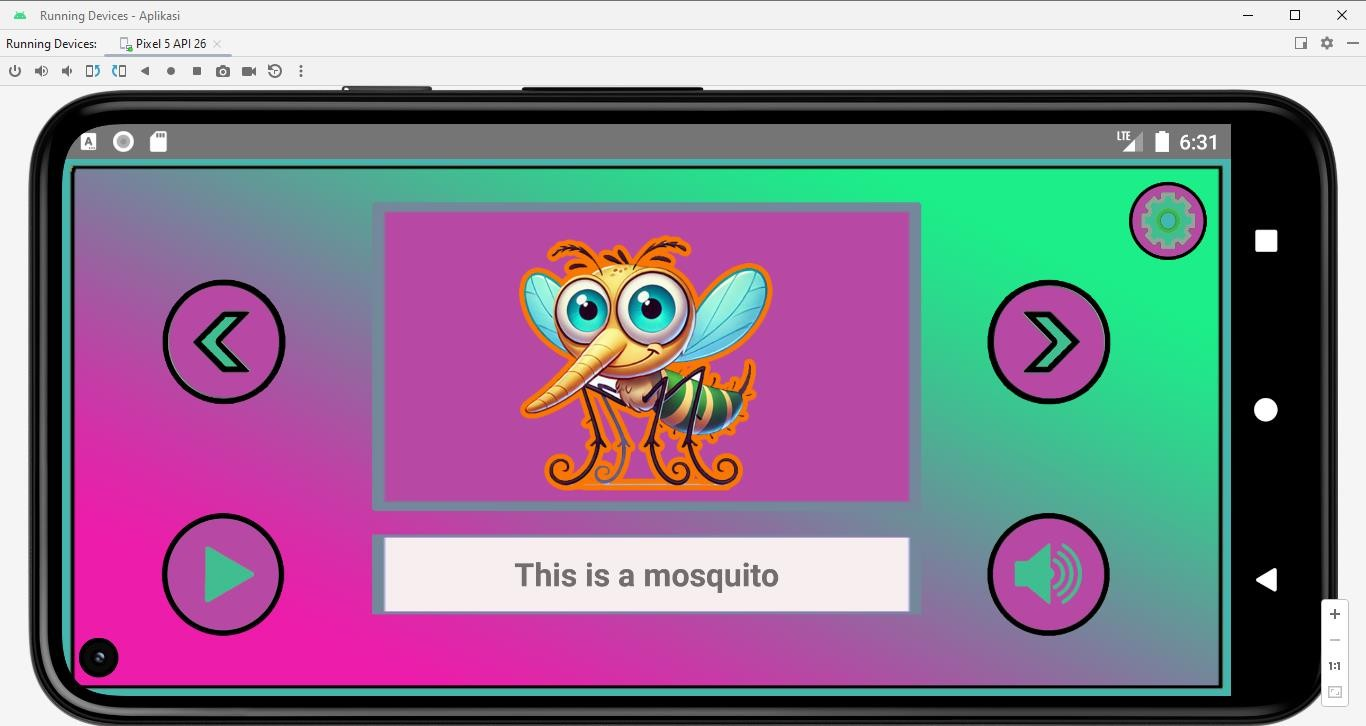 Running Devices - Aplikasi
Running Devices: Pixel 5 API 26
A
LTE 6:31
This is a mosquito
1:1